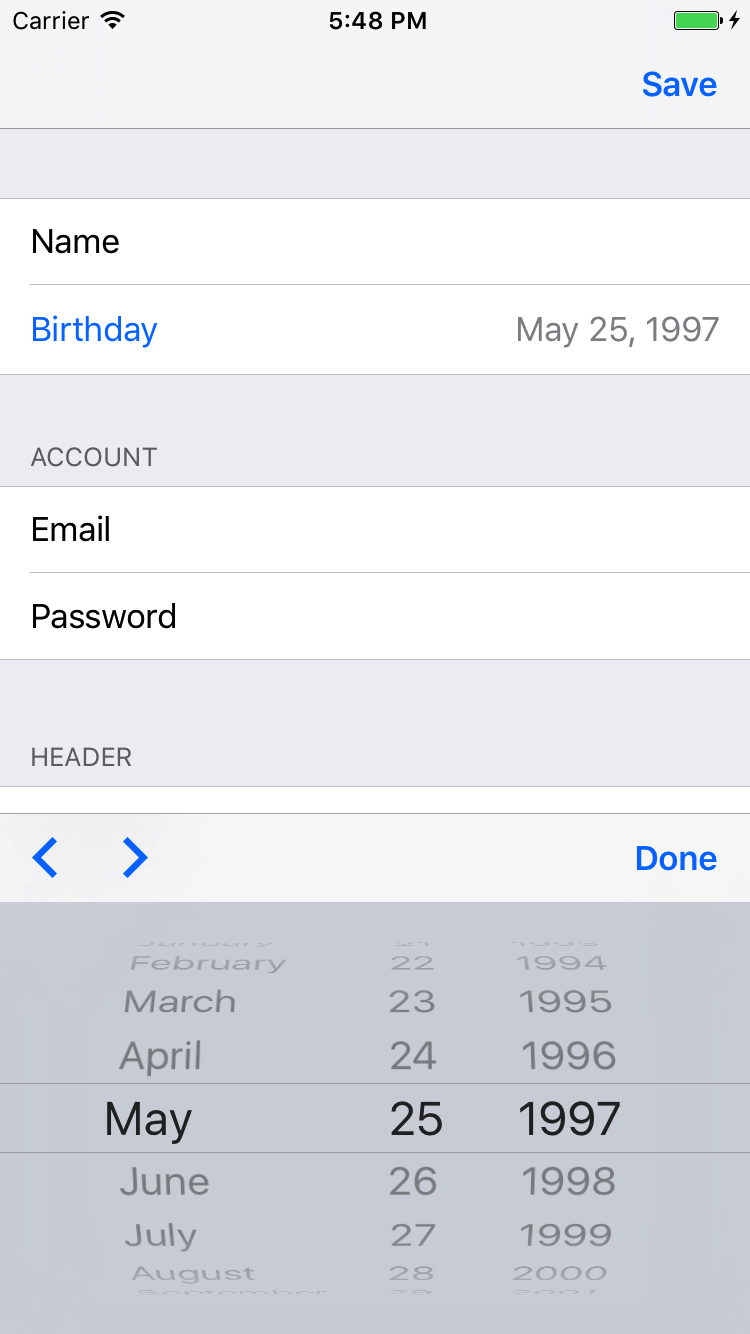 Carrier 5:48 PM
Save
Name
Birthday May 25, 1997
ACCOUNT
Email
Password
HEADER
Done
February 22 1994
March 23 1995
April 24 1996
May 25 1997
June 26 1998
July 27 1999
August 28 2000